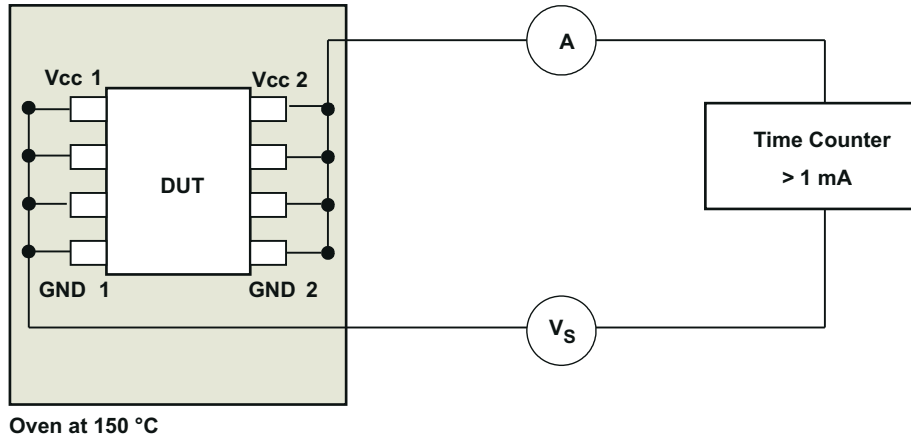 A
Vcc 1
Vcc 2
Time Counter
> 1 mA
DUT
GND 1
GND 2
VS
Oven at 150 °C